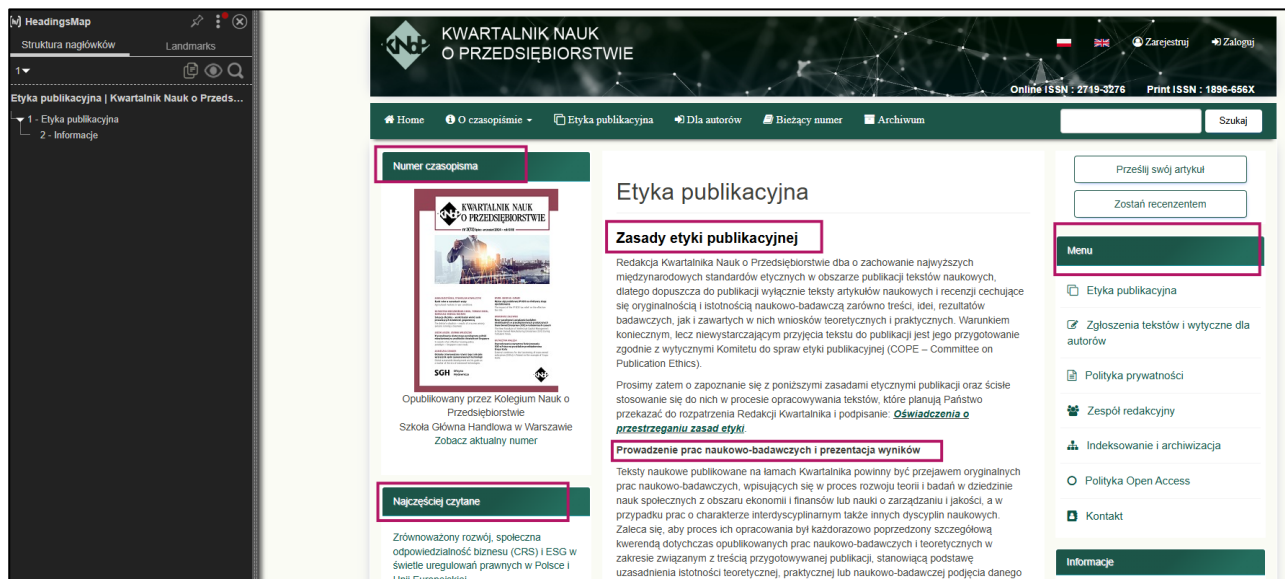 HeadingsMap
Struktura nagłówków
Landmarks
1
Etyka publikacyjna | Kwartalnik Nauk o Przeds...
1 - Etyka publikacyjna
2 - Informacje
KNoP
KWARTALNIK NAUK
O PRZEDSIĘBIORSTWIE
Zarejestruj
Zaloguj
Online ISSN : 2719-3276 Print ISSN : 1896-656X
Home
O czasopiśmie
Etyka publikacyjna
Dla autorów
Bieżący numer
Archiwum
Szukaj
Numer czasopisma
KWARTALNIK NAUK
O PRZEDSIĘBIORSTWIE
SGH
Opublikowany przez Kolegium Nauk o
Przedsiębiorstwie
Szkoła Główna Handlowa w Warszawie
Zobacz aktualny numer
Najczęściej czytane
Zrównoważony rozwój, społeczna
odpowiedzialność biznesu (CRS) i ESG w
świetle uregulowań prawnych w Polsce i
Unii Europejskiej
Etyka publikacyjna
Zasady etyki publikacyjnej
Redakcja Kwartalnika Nauk o Przedsiębiorstwie dba o zachowanie najwyższych
międzynarodowych standardów etycznych w obszarze publikacji tekstów naukowych,
dlatego dopuszcza do publikacji wyłącznie teksty artykułów naukowych i recenzji cechujące
się oryginalnością i istotnością naukowo-badawczą zarówno treści, idei, rezultatów
badawczych, jak i zawartych w nich wniosków teoretycznych i praktycznych. Warunkiem
koniecznym, lecz niewystarczającym przyjęcia tekstu do publikacji jest jego przygotowanie
zgodnie z wytycznymi Komitetu do spraw etyki publikacyjnej (COPE – Committee on
Publication Ethics).
Prosimy zatem o zapoznanie się z poniższymi zasadami etycznymi publikacji oraz ścisłe
stosowanie się do nich w procesie opracowywania tekstów, które planują Państwo
przekazać do rozpatrzenia Redakcji Kwartalnika i podpisanie: Oświadczenia o
przestrzeganiu zasad etyki.
Prowadzenie prac naukowo-badawczych i prezentacja wyników
Teksty naukowe publikowane na łamach Kwartalnika powinny być przejawem oryginalnych
prac naukowo-badawczych, wpisujących się w proces rozwoju teorii i badań w dziedzinie
nauk społecznych z obszaru ekonomii i finansów lub nauki o zarządzaniu i jakości, a w
przypadku prac o charakterze interdyscyplinarnym także innych dyscyplin naukowych.
Zaleca się, aby proces ich opracowania był każdorazowo poprzedzony szczegółową
kwerendą dotychczas opublikowanych prac naukowo-badawczych i teoretycznych w
zakresie związanym z treścią przygotowywanej publikacji, stanowiącą podstawę
uzasadnienia istotności teoretycznej, praktycznej lub naukowo-badawczej podjęcia danego
Prześlij swój artykuł
Zostań recenzentem
Menu
Etyka publikacyjna
Zgłoszenia tekstów i wytyczne dla
autorów
Polityka prywatności
Zespół redakcyjny
Indeksowanie i archiwizacja
Polityka Open Access
Kontakt
Informacje